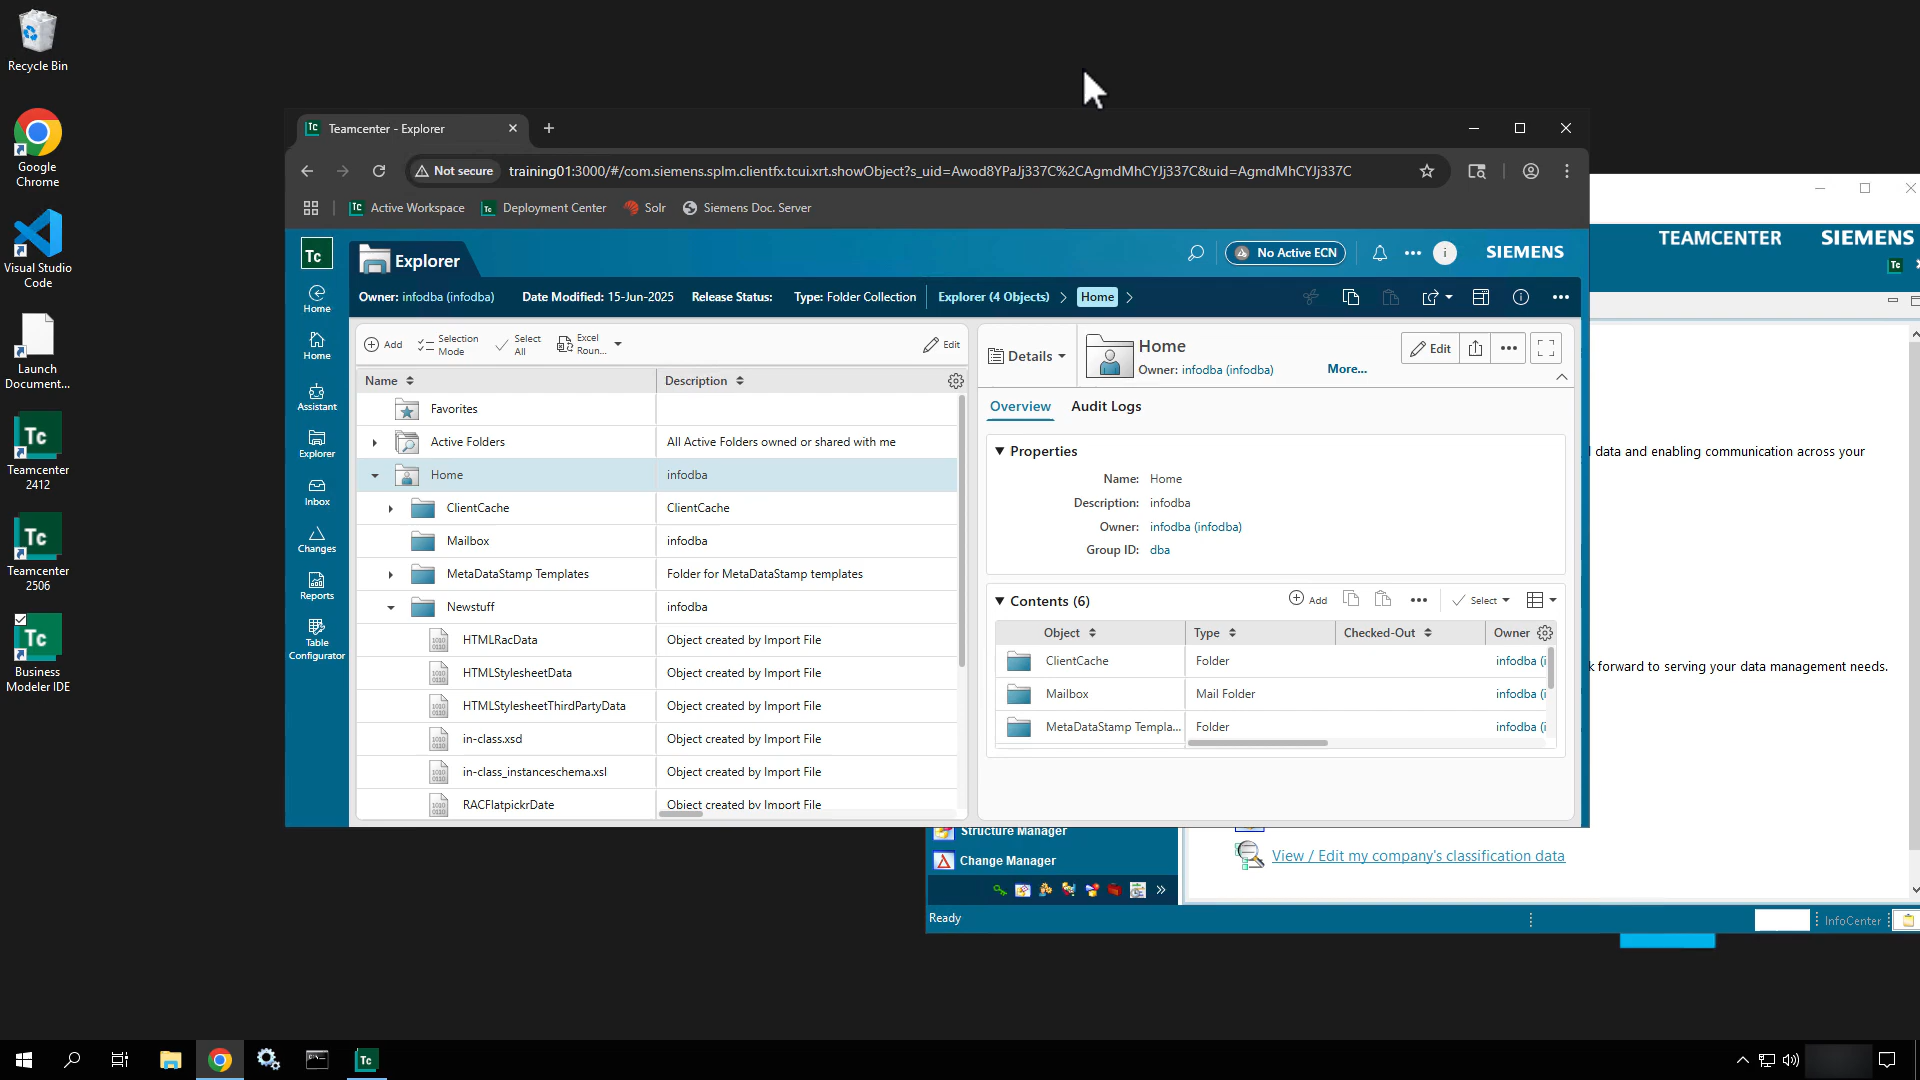 Recycle Bin
Google
Chrome
Visual Studio
Code
Launch
Document...
Teamcenter
2412
Teamcenter
2506
Business
Modeler IDE
Teamcenter - Explorer
Not secure
training01:3000/#/com.siemens.splm.clientfx.tcui.xrt.showObject?s_uid=Awod8YPaJj337C%2CAgmdMhCYJj337C&uid=AgmdMhCYJj337C
Active Workspace
Deployment Center
Solr
Siemens Doc. Server
Tc
Explorer
No Active ECN
i
SIEMENS
Owner: infodba (infodba)
Date Modified: 15-Jun-2025
Release Status:
Type: Folder Collection
Explorer (4 Objects)
Home
Home
Home
Assistant
Explorer
Inbox
Changes
Reports
Table
Configurator
Add
Selection
Mode
Select
All
Excel
Roun...
Edit
Name
Description
Favorites
Active Folders
All Active Folders owned or shared with me
Home
infodba
ClientCache
ClientCache
Mailbox
infodba
MetaDataStamp Templates
Folder for MetaDataStamp templates
Newstuff
infodba
HTMLRacData
Object created by Import File
HTMLStylesheetData
Object created by Import File
HTMLStylesheetThirdPartyData
Object created by Import File
in-class.xsd
Object created by Import File
in-class_instanceschema.xsl
Object created by Import File
RACFlatpickrDate
Object created by Import File
Details
Home
Owner: infodba (infodba)
More...
Edit
Overview
Audit Logs
Properties
Name: Home
Description: infodba
Owner: infodba (infodba)
Group ID: dba
Contents (6)
Add
Select
Object
Type
Checked-Out
Owner
ClientCache
Folder
infodba (i
Mailbox
Mail Folder
infodba (i
MetaDataStamp Templa...
Folder
infodba (i
TEAMCENTER
SIEMENS
Tc
data and enabling communication across your
k forward to serving your data management needs.
Structure Manager
Change Manager
View / Edit my company's classification data
Ready
InfoCenter